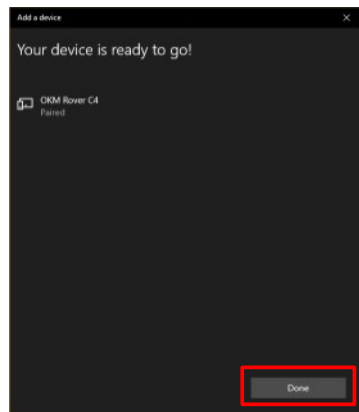 Add a device
Your device is ready to go!
OKM Rover C4
Paired
Done